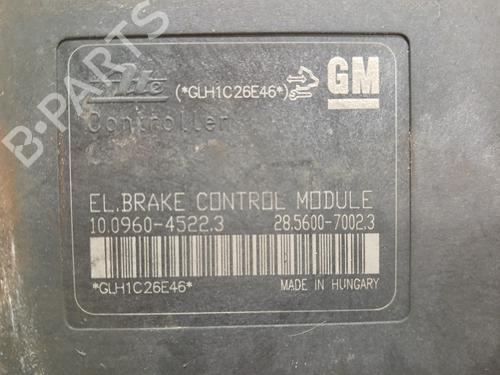 B-PARTS
Ate (*GLH1C26E46*) GM
Controller
EL.BRAKE CONTROL MODULE
10.0960-4522.3 28.5600-7002.3
*GLH1C26E46* MADE IN HUNGARY